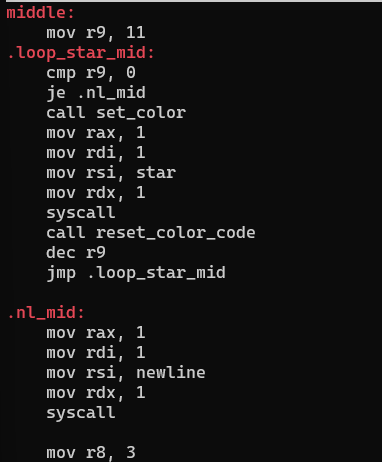 middle:
    mov r9, 11
.loop_star_mid:
    cmp r9, 0
    je .nl_mid
    call set_color
    mov rax, 1
    mov rdi, 1
    mov rsi, star
    mov rdx, 1
    syscall
    call reset_color_code
    dec r9
    jmp .loop_star_mid

.nl_mid:
    mov rax, 1
    mov rdi, 1
    mov rsi, newline
    mov rdx, 1
    syscall

    mov r8, 3